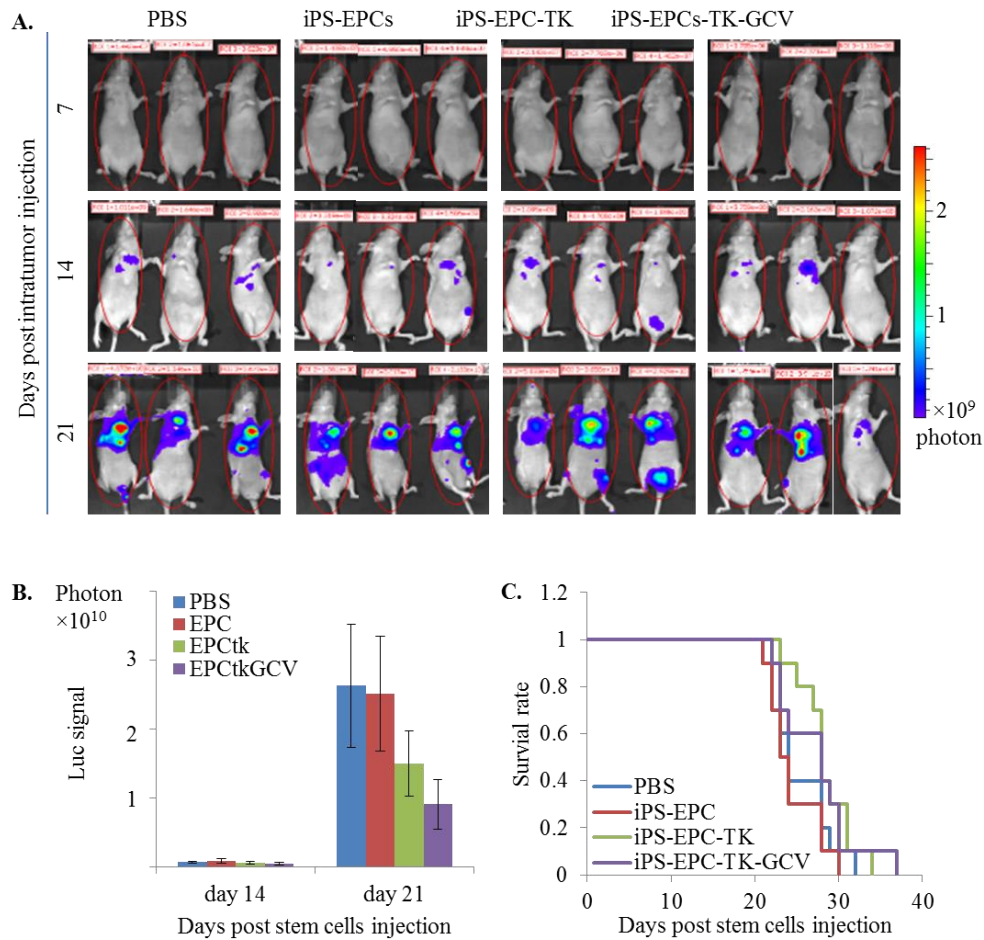 A.
PBS
iPS-EPCs
iPS-EPC-TK
iPS-EPCs-TK-GCV
Days post intratumor injection
7
14
21
2
1
×10⁹
photon
B.
Photon
×10¹⁰
PBS
EPC
EPCtk
EPCtkGCV
3
2
1
Luc signal
day 14
day 21
Days post stem cells injection
C.
1.2
1
0.8
0.6
0.4
0.2
0
Survial rate
PBS
iPS-EPC
iPS-EPC-TK
iPS-EPC-TK-GCV
0 10 20 30 40
Days post stem cells injection